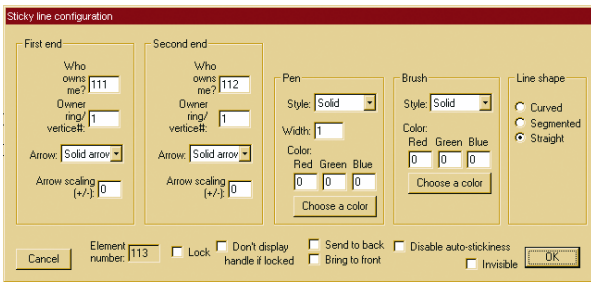 Sticky line configuration
First end
Who
owns
me? 111
Owner
ring/ 1
vertice#:
Arrow: Solid arrow
Arrow scaling
(+/-): 0
Second end
Who
owns
me? 112
Owner
ring/ 1
vertice#:
Arrow: Solid arrow
Arrow scaling
(+/-): 0
Pen
Style: Solid
Width: 1
Color:
Red Green Blue
0 0 0
Choose a color
Brush
Style: Solid
Color:
Red Green Blue
0 0 0
Choose a color
Line shape
Curved
Segmented
Straight
Cancel
Element
number: 113
Lock
Don't display
handle if locked
Send to back
Bring to front
Disable auto-stickiness
Invisible
OK